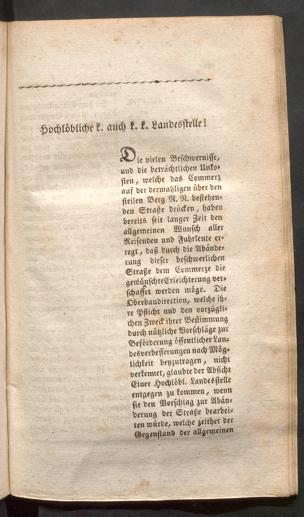 Hochlöbliche k. auch k. k. Landesstelle!
Die vielen Beschwernisse,
und die beträchtlichen Unko-
sten, welche das Commerz
auf der dermahligen über den
steilen Berg N. N. bestehen-
den Straße drücken, haben
bereits seit langer Zeit den
allgemeinen Wunsch aller
Reisenden und Fuhrleute er-
regt, daß durch die Abände-
rung dieser beschwerlichen
Straße dem Commerze die
gewünschte Erleichterung ver-
schaffet werden möge. Die
Oberbaudirection, welche ih-
re Pflicht und den vorzügli-
chen Zweck ihrer Bestimmung
durch nützliche Vorschläge zur
Beförderung öffentlicher Lan-
desverbesserungen nach Mög-
lichkeit beyzutragen, nicht
verkennet, glaubte der Absicht
Einer Hochlöbl. Landesstelle
entgegen zu kommen, wenn
sie den Vorschlag zur Abän-
derung der Straße bearbei-
ten würde, welche zeither der
Gegenstand der allgemeinen